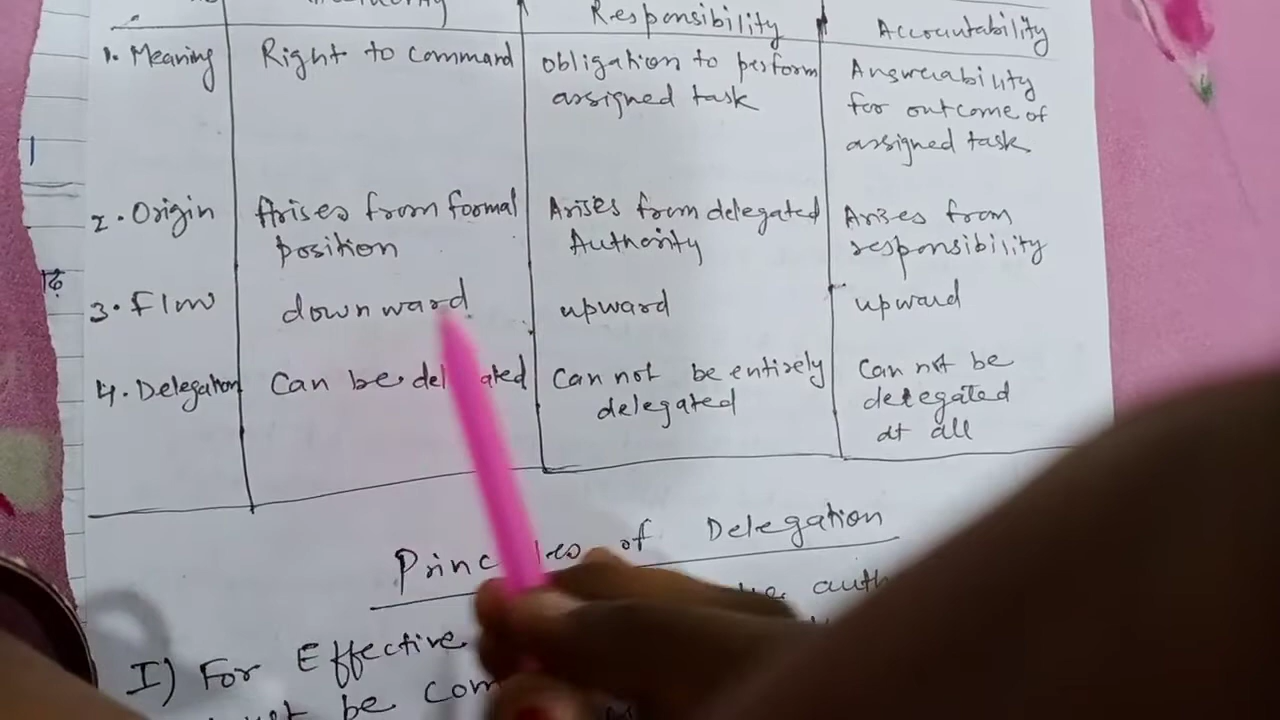 Responsibility
Accountability
1. Meaning
Right to command
obligation to perform
assigned task
Answerability
for outcome of
assigned task
2. Origin
Arises from formal
position
Arises from delegated
Authority
Arises from
responsibility
3. Flow
downward
upward
upward
4. Delegation
Can be
Can not be entirely
delegated
Can not be
delegated
at all
of Delegation
I) For Effective
be